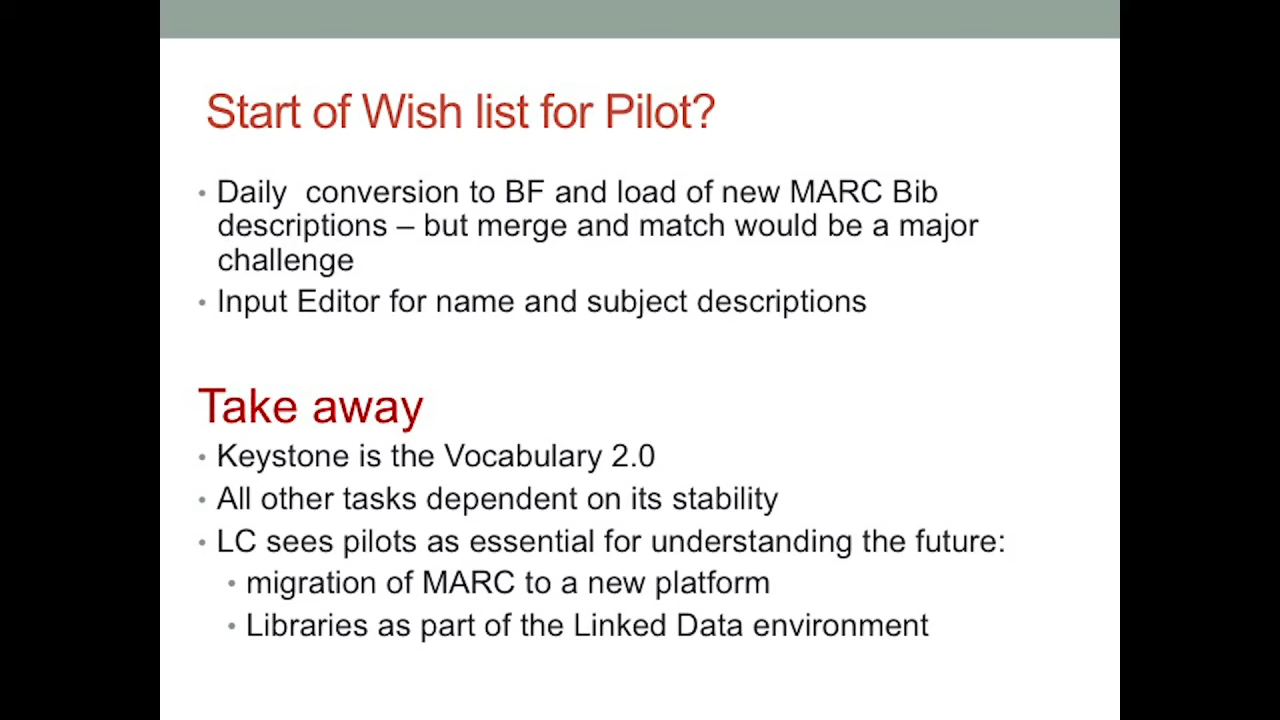 Start of Wish list for Pilot?
• Daily  conversion to BF and load of new MARC Bib
descriptions – but merge and match would be a major
challenge
• Input Editor for name and subject descriptions
Take away
• Keystone is the Vocabulary 2.0
• All other tasks dependent on its stability
• LC sees pilots as essential for understanding the future:
• migration of MARC to a new platform
• Libraries as part of the Linked Data environment